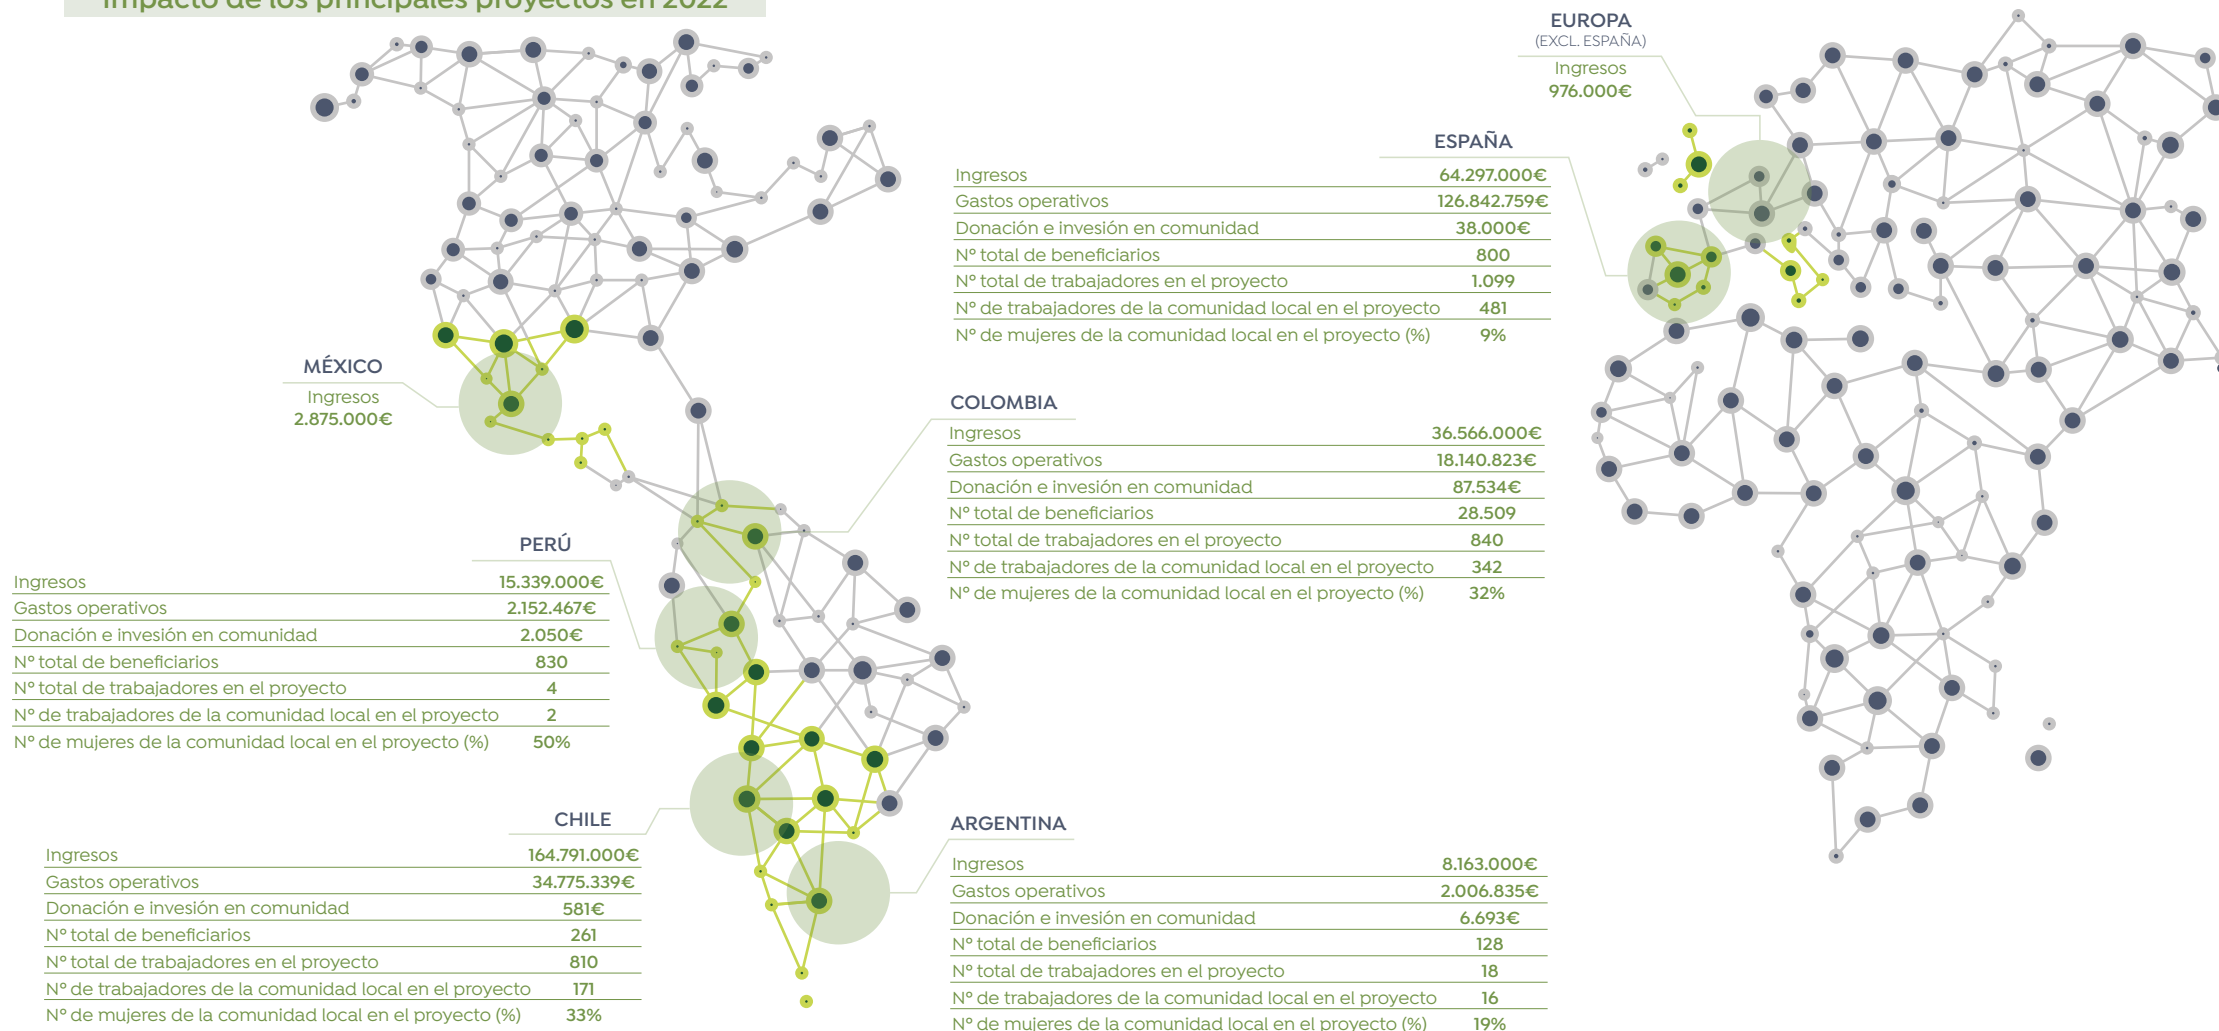 Impacto de los principales proyectos en 2022
EUROPA
(EXCL. ESPAÑA)
Ingresos
976.000€
ESPAÑA
Ingresos 64.297.000€
Gastos operativos 126.842.759€
Donación e invesión en comunidad 38.000€
Nº total de beneficiarios 800
Nº total de trabajadores en el proyecto 1.099
Nº de trabajadores de la comunidad local en el proyecto 481
Nº de mujeres de la comunidad local en el proyecto (%) 9%
MÉXICO
Ingresos
2.875.000€
COLOMBIA
Ingresos 36.566.000€
Gastos operativos 18.140.823€
Donación e invesión en comunidad 87.534€
Nº total de beneficiarios 28.509
Nº total de trabajadores en el proyecto 840
Nº de trabajadores de la comunidad local en el proyecto 342
Nº de mujeres de la comunidad local en el proyecto (%) 32%
PERÚ
Ingresos 15.339.000€
Gastos operativos 2.152.467€
Donación e invesión en comunidad 2.050€
Nº total de beneficiarios 830
Nº total de trabajadores en el proyecto 4
Nº de trabajadores de la comunidad local en el proyecto 2
Nº de mujeres de la comunidad local en el proyecto (%) 50%
CHILE
Ingresos 164.791.000€
Gastos operativos 34.775.339€
Donación e invesión en comunidad 581€
Nº total de beneficiarios 261
Nº total de trabajadores en el proyecto 810
Nº de trabajadores de la comunidad local en el proyecto 171
Nº de mujeres de la comunidad local en el proyecto (%) 33%
ARGENTINA
Ingresos 8.163.000€
Gastos operativos 2.006.835€
Donación e invesión en comunidad 6.693€
Nº total de beneficiarios 128
Nº total de trabajadores en el proyecto 18
Nº de trabajadores de la comunidad local en el proyecto 16
Nº de mujeres de la comunidad local en el proyecto (%) 19%